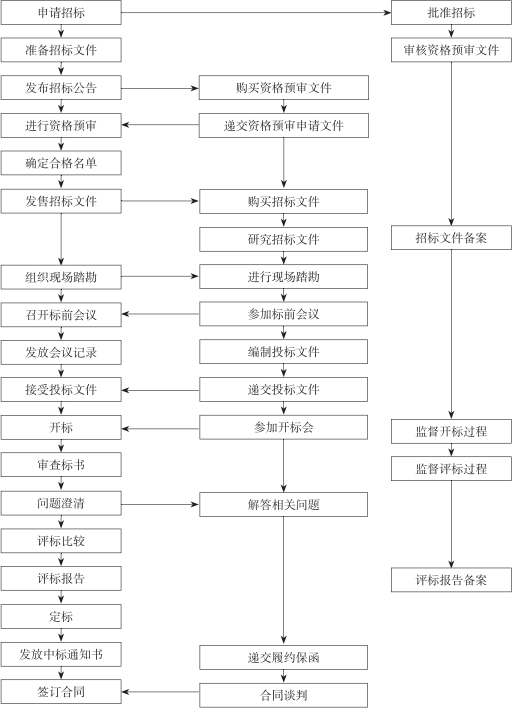 申请招标
批准招标
准备招标文件
审核资格预审文件
发布招标公告
购买资格预审文件
进行资格预审
递交资格预审申请文件
确定合格名单
发售招标文件
购买招标文件
研究招标文件
招标文件备案
组织现场踏勘
进行现场踏勘
召开标前会议
参加标前会议
发放会议记录
编制投标文件
接受投标文件
递交投标文件
开标
参加开标会
监督开标过程
审查标书
监督评标过程
问题澄清
解答相关问题
评标比较
评标报告
评标报告备案
定标
发放中标通知书
递交履约保函
签订合同
合同谈判